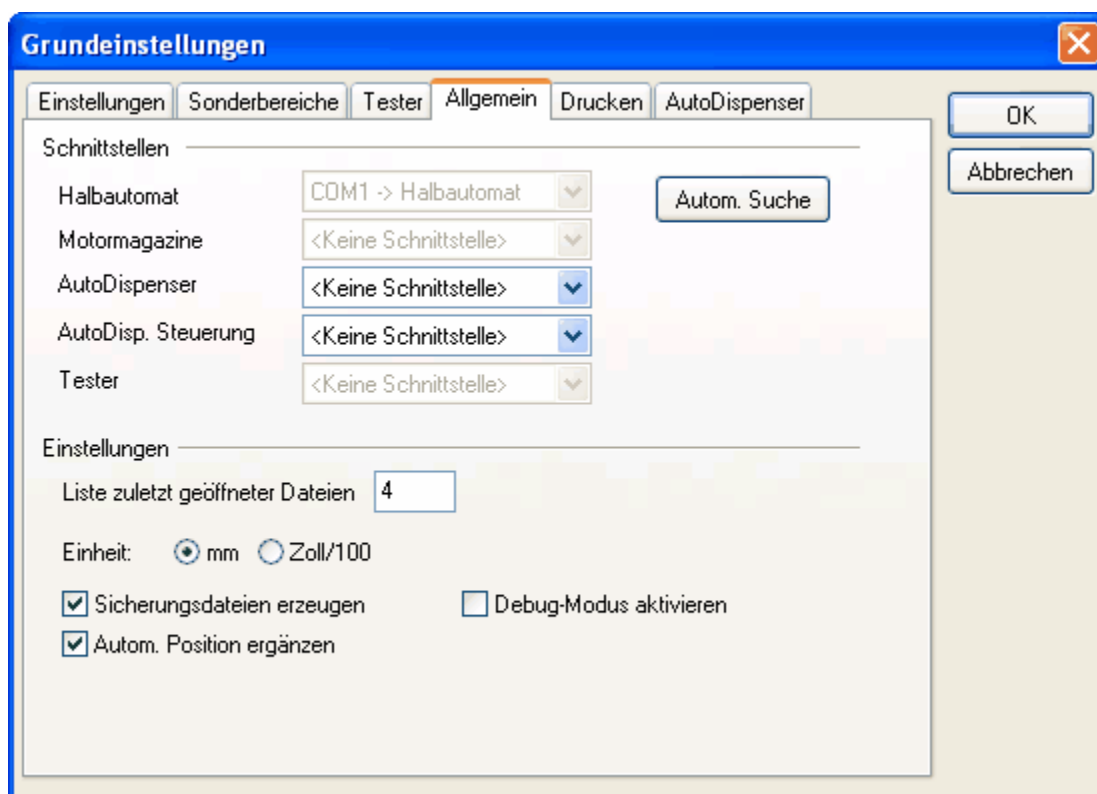 Grundeinstellungen
Einstellungen Sonderbereiche Tester Allgemein Drucken AutoDispenser
OK
Abbrechen
Schnittstellen
Halbautomat COM1 -> Halbautomat Autom. Suche
Motormagazine <Keine Schnittstelle>
AutoDispenser <Keine Schnittstelle>
AutoDisp. Steuerung <Keine Schnittstelle>
Tester <Keine Schnittstelle>
Einstellungen
Liste zuletzt geöffneter Dateien 4
Einheit: mm Zoll/100
Sicherungsdateien erzeugen Debug-Modus aktivieren
Autom. Position ergänzen